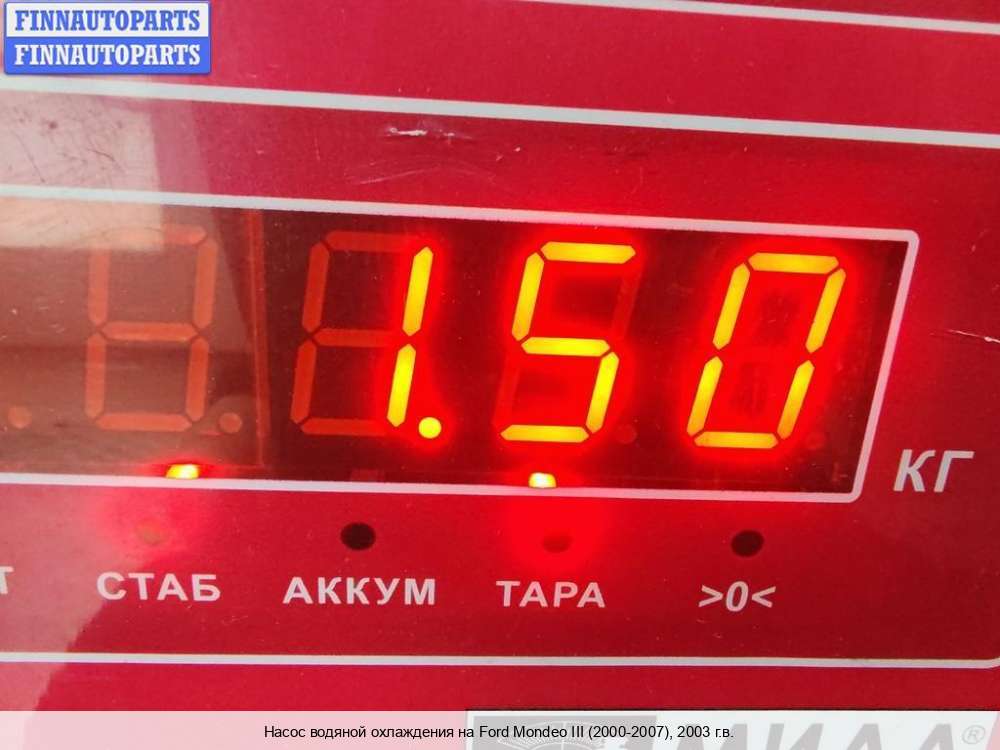 FINNAUTOPARTS
FINNAUTOPARTS
1.50
КГ
Т СТАБ АККУМ ТАРА >0<
МИДЛ®
Насос водяной охлаждения на Ford Mondeo III (2000-2007), 2003 г.в.